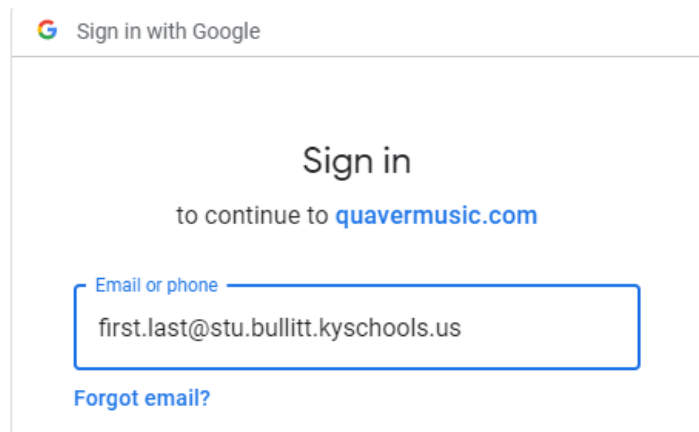 Sign in with Google
Sign in
to continue to quavermusic.com
Email or phone
first.last@stu.bullitt.kyschools.us
Forgot email?